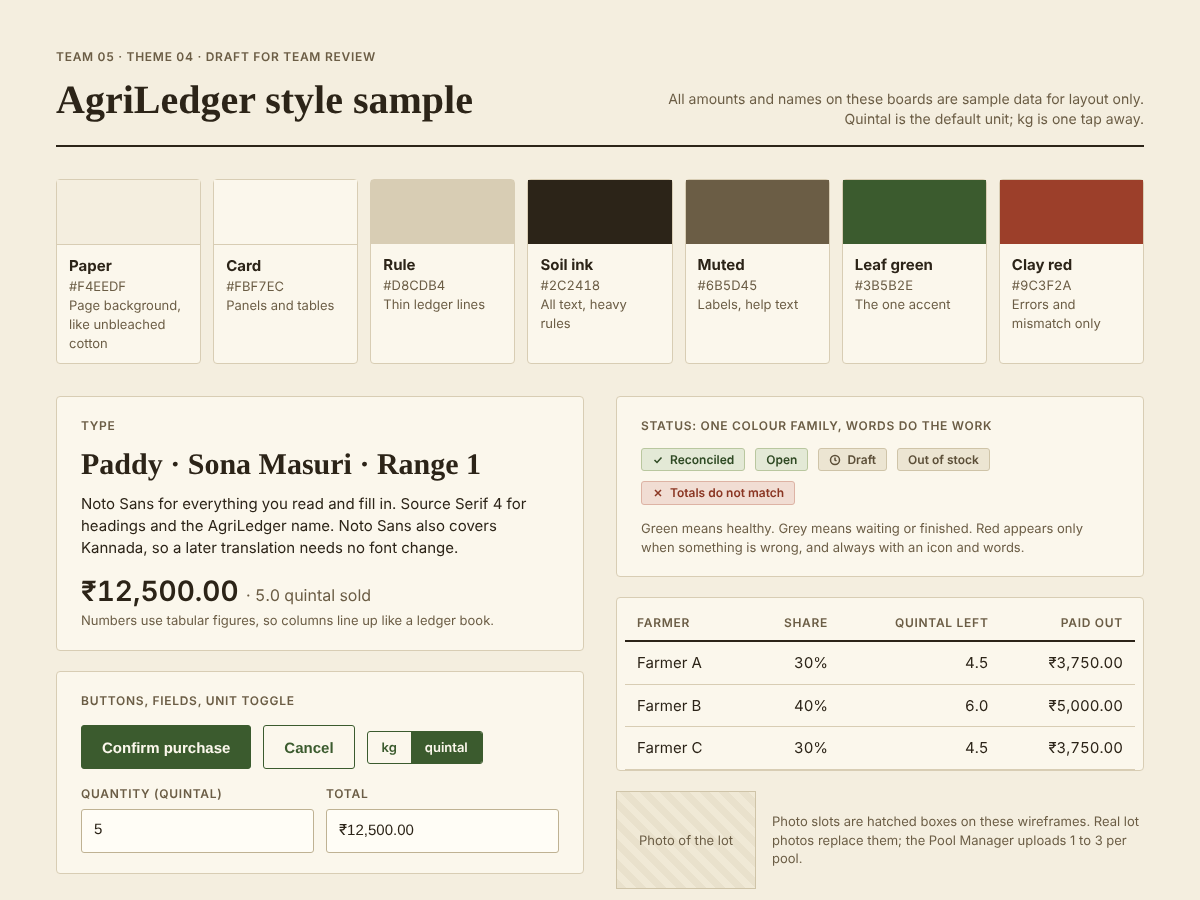 TEAM 05 · THEME 04 · DRAFT FOR TEAM REVIEW
AgriLedger style sample
All amounts and names on these boards are sample data for layout only.
Quintal is the default unit; kg is one tap away.
Paper
#F4EEDF
Page background,
like unbleached
cotton
Card
#FBF7EC
Panels and tables
Rule
#D8CDB4
Thin ledger lines
Soil ink
#2C2418
All text, heavy
rules
Muted
#6B5D45
Labels, help text
Leaf green
#3B5B2E
The one accent
Clay red
#9C3F2A
Errors and
mismatch only
TYPE
Paddy · Sona Masuri · Range 1
Noto Sans for everything you read and fill in. Source Serif 4 for
headings and the AgriLedger name. Noto Sans also covers
Kannada, so a later translation needs no font change.
₹12,500.00 · 5.0 quintal sold
Numbers use tabular figures, so columns line up like a ledger book.
BUTTONS, FIELDS, UNIT TOGGLE
Confirm purchase Cancel kg quintal
QUANTITY (QUINTAL) TOTAL
5 ₹12,500.00
STATUS: ONE COLOUR FAMILY, WORDS DO THE WORK
✓ Reconciled Open Draft Out of stock
✕ Totals do not match
Green means healthy. Grey means waiting or finished. Red appears only
when something is wrong, and always with an icon and words.
FARMER SHARE QUINTAL LEFT PAID OUT
Farmer A 30% 4.5 ₹3,750.00
Farmer B 40% 6.0 ₹5,000.00
Farmer C 30% 4.5 ₹3,750.00
Photo of the lot
Photo slots are hatched boxes on these wireframes. Real lot
photos replace them; the Pool Manager uploads 1 to 3 per
pool.